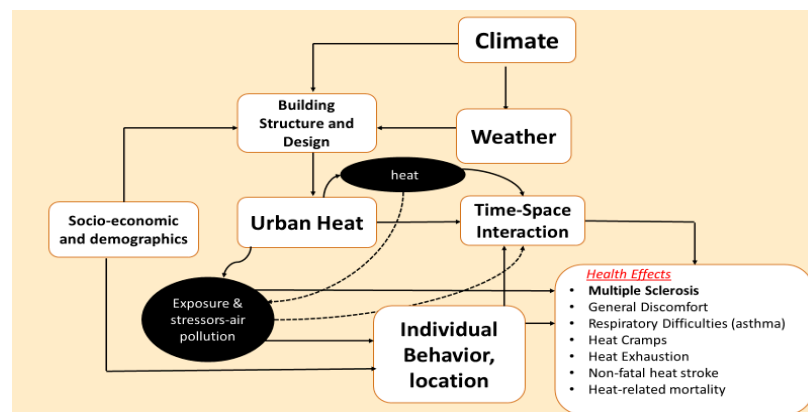 Climate
Building
Structure and
Design
Weather
heat
Socio-economic
and demographics
Urban Heat
Time-Space
Interaction
Exposure &
stressors-air
pollution
Individual
Behavior,
location
Health Effects
• Multiple Sclerosis
• General Discomfort
• Respiratory Difficulties (asthma)
• Heat Cramps
• Heat Exhaustion
• Non-fatal heat stroke
• Heat-related mortality